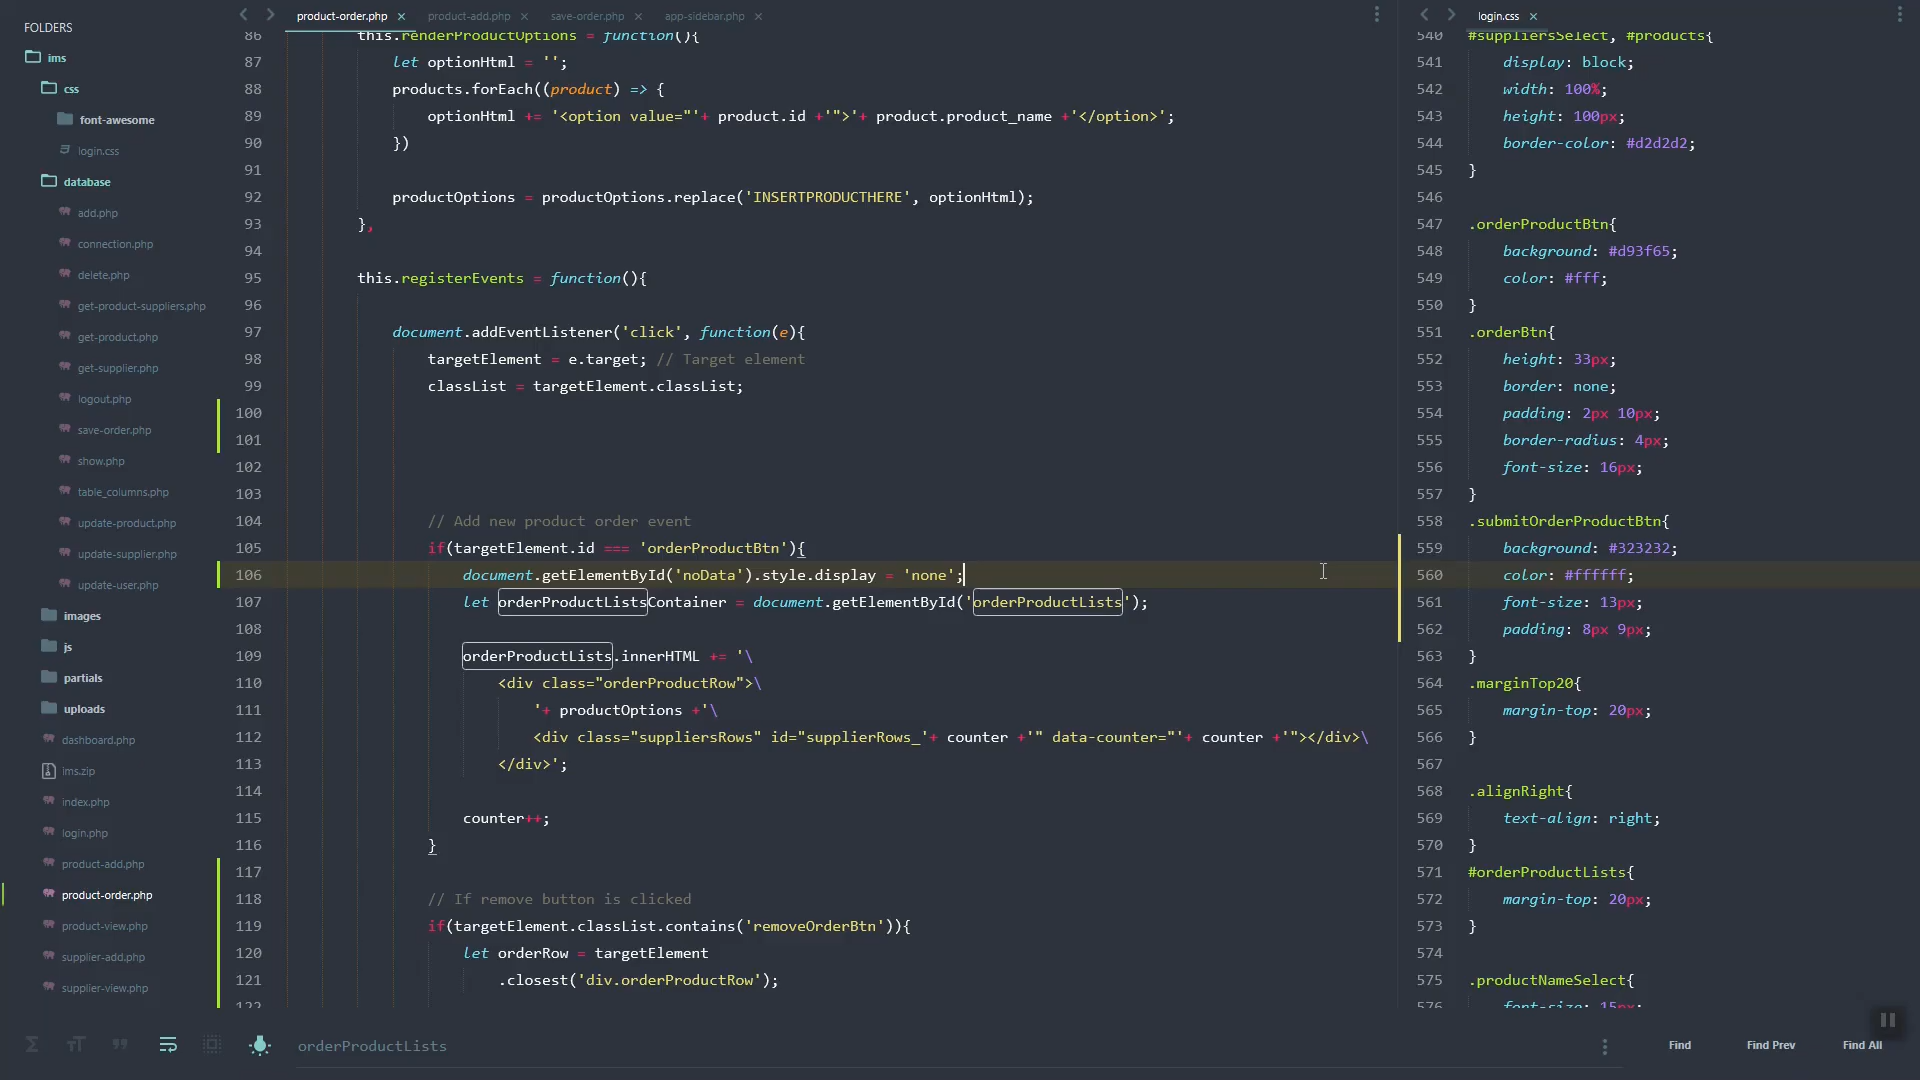 FOLDERS
ims
css
font-awesome
login.css
database
add.php
connection.php
delete.php
get-product-suppliers.php
get-product.php
get-supplier.php
logout.php
save-order.php
show.php
table_columns.php
update-product.php
update-supplier.php
update-user.php
images
js
partials
uploads
dashboard.php
ims.zip
index.php
login.php
product-add.php
product-order.php
product-view.php
supplier-add.php
supplier-view.php
product-order.php × product-add.php × save-order.php × app-sidebar.php ×
86 this.renderProductOptions = function(){
87 let optionHtml = '';
88 products.forEach((product) => {
89 optionHtml += '<option value="'+ product.id +'">'+ product.product_name +'</option>';
90 })
91
92 productOptions = productOptions.replace('INSERTPRODUCTHERE', optionHtml);
93 },
94
95 this.registerEvents = function(){
96
97 document.addEventListener('click', function(e){
98 targetElement = e.target; // Target element
99 classList = targetElement.classList;
100
101
102
103
104 // Add new product order event
105 if(targetElement.id === 'orderProductBtn'){
106 document.getElementById('noData').style.display = 'none';
107 let orderProductListsContainer = document.getElementById('orderProductLists');
108
109 orderProductLists.innerHTML += '\
110 <div class="orderProductRow">\
111 '+ productOptions +'\
112 <div class="suppliersRows" id="supplierRows_'+ counter +'" data-counter="'+ counter +'"></div>\
113 </div>';
114
115 counter++;
116 }
117
118 // If remove button is clicked
119 if(targetElement.classList.contains('removeOrderBtn')){
120 let orderRow = targetElement
121 .closest('div.orderProductRow');
122
login.css ×
540 #suppliersSelect, #products{
541 display: block;
542 width: 100%;
543 height: 100px;
544 border-color: #d2d2d2;
545 }
546
547 .orderProductBtn{
548 background: #d93f65;
549 color: #fff;
550 }
551 .orderBtn{
552 height: 33px;
553 border: none;
554 padding: 2px 10px;
555 border-radius: 4px;
556 font-size: 16px;
557 }
558 .submitOrderProductBtn{
559 background: #323232;
560 color: #ffffff;
561 font-size: 13px;
562 padding: 8px 9px;
563 }
564 .marginTop20{
565 margin-top: 20px;
566 }
567
568 .alignRight{
569 text-align: right;
570 }
571 #orderProductLists{
572 margin-top: 20px;
573 }
574
575 .productNameSelect{
576 font-size: 15px;
orderProductLists
Find Find Prev Find All